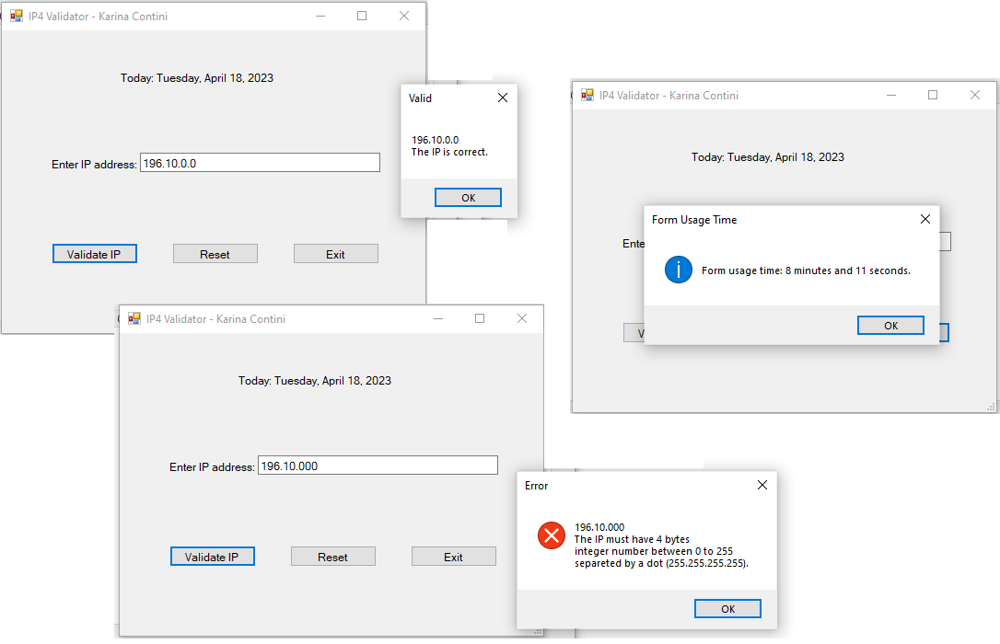 IP4 Validator - Karina Contini
Today: Tuesday, April 18, 2023
Enter IP address: 196.10.0.0
Validate IP Reset Exit
Valid
196.10.0.0
The IP is correct.
OK
IP4 Validator - Karina Contini
Today: Tuesday, April 18, 2023
Ente
V
Form Usage Time
Form usage time: 8 minutes and 11 seconds.
OK
IP4 Validator - Karina Contini
Today: Tuesday, April 18, 2023
Enter IP address: 196.10.000
Validate IP Reset Exit
Error
196.10.000
The IP must have 4 bytes
integer number between 0 to 255
separeted by a dot (255.255.255.255).
OK